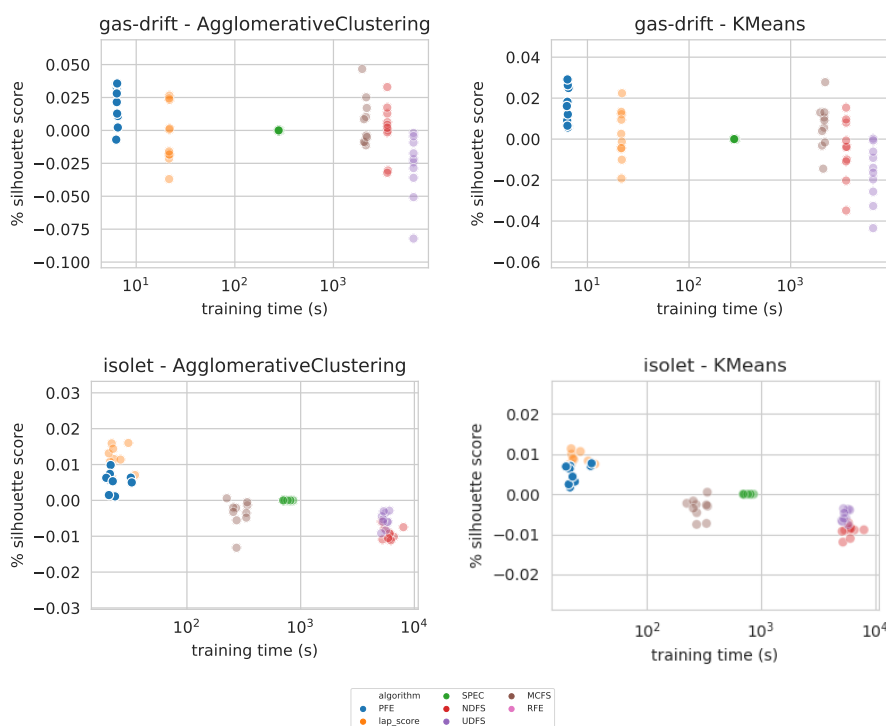 gas-drift - AgglomerativeClustering
% silhouette score
0.050
0.025
0.000
−0.025
−0.050
−0.075
−0.100
10¹ 10² 10³
training time (s)
gas-drift - KMeans
% silhouette score
0.04
0.02
0.00
−0.02
−0.04
−0.06
10¹ 10² 10³
training time (s)
isolet - AgglomerativeClustering
% silhouette score
0.03
0.02
0.01
0.00
−0.01
−0.02
−0.03
10² 10³ 10⁴
training time (s)
isolet - KMeans
% silhouette score
0.02
0.01
0.00
−0.01
−0.02
10² 10³ 10⁴
training time (s)
algorithm SPEC MCFS
PFE NDFS RFE
lap_score UDFS